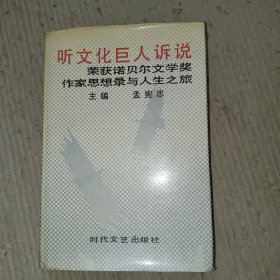 听文化巨人诉说
荣获诺贝尔文学奖
作家思想录与人生之旅
主编 孟宪忠
时代文艺出版社